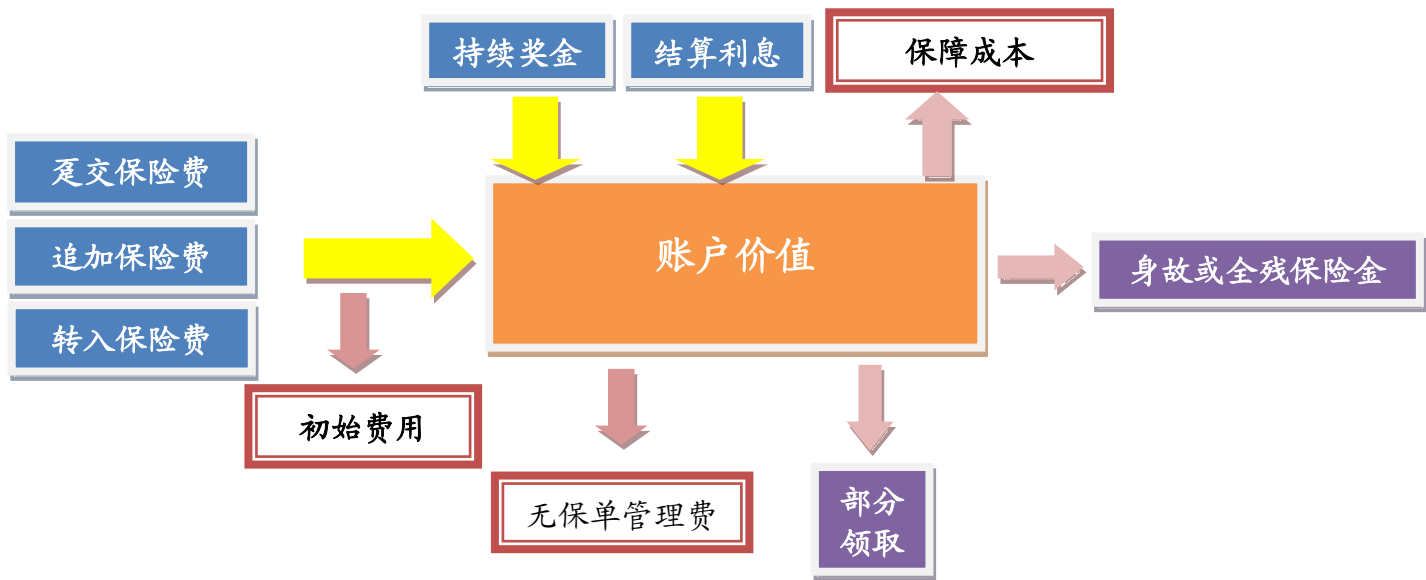 持续奖金
结算利息
保障成本
趸交保险费
追加保险费
转入保险费
账户价值
身故或全残保险金
初始费用
无保单管理费
部分
领取